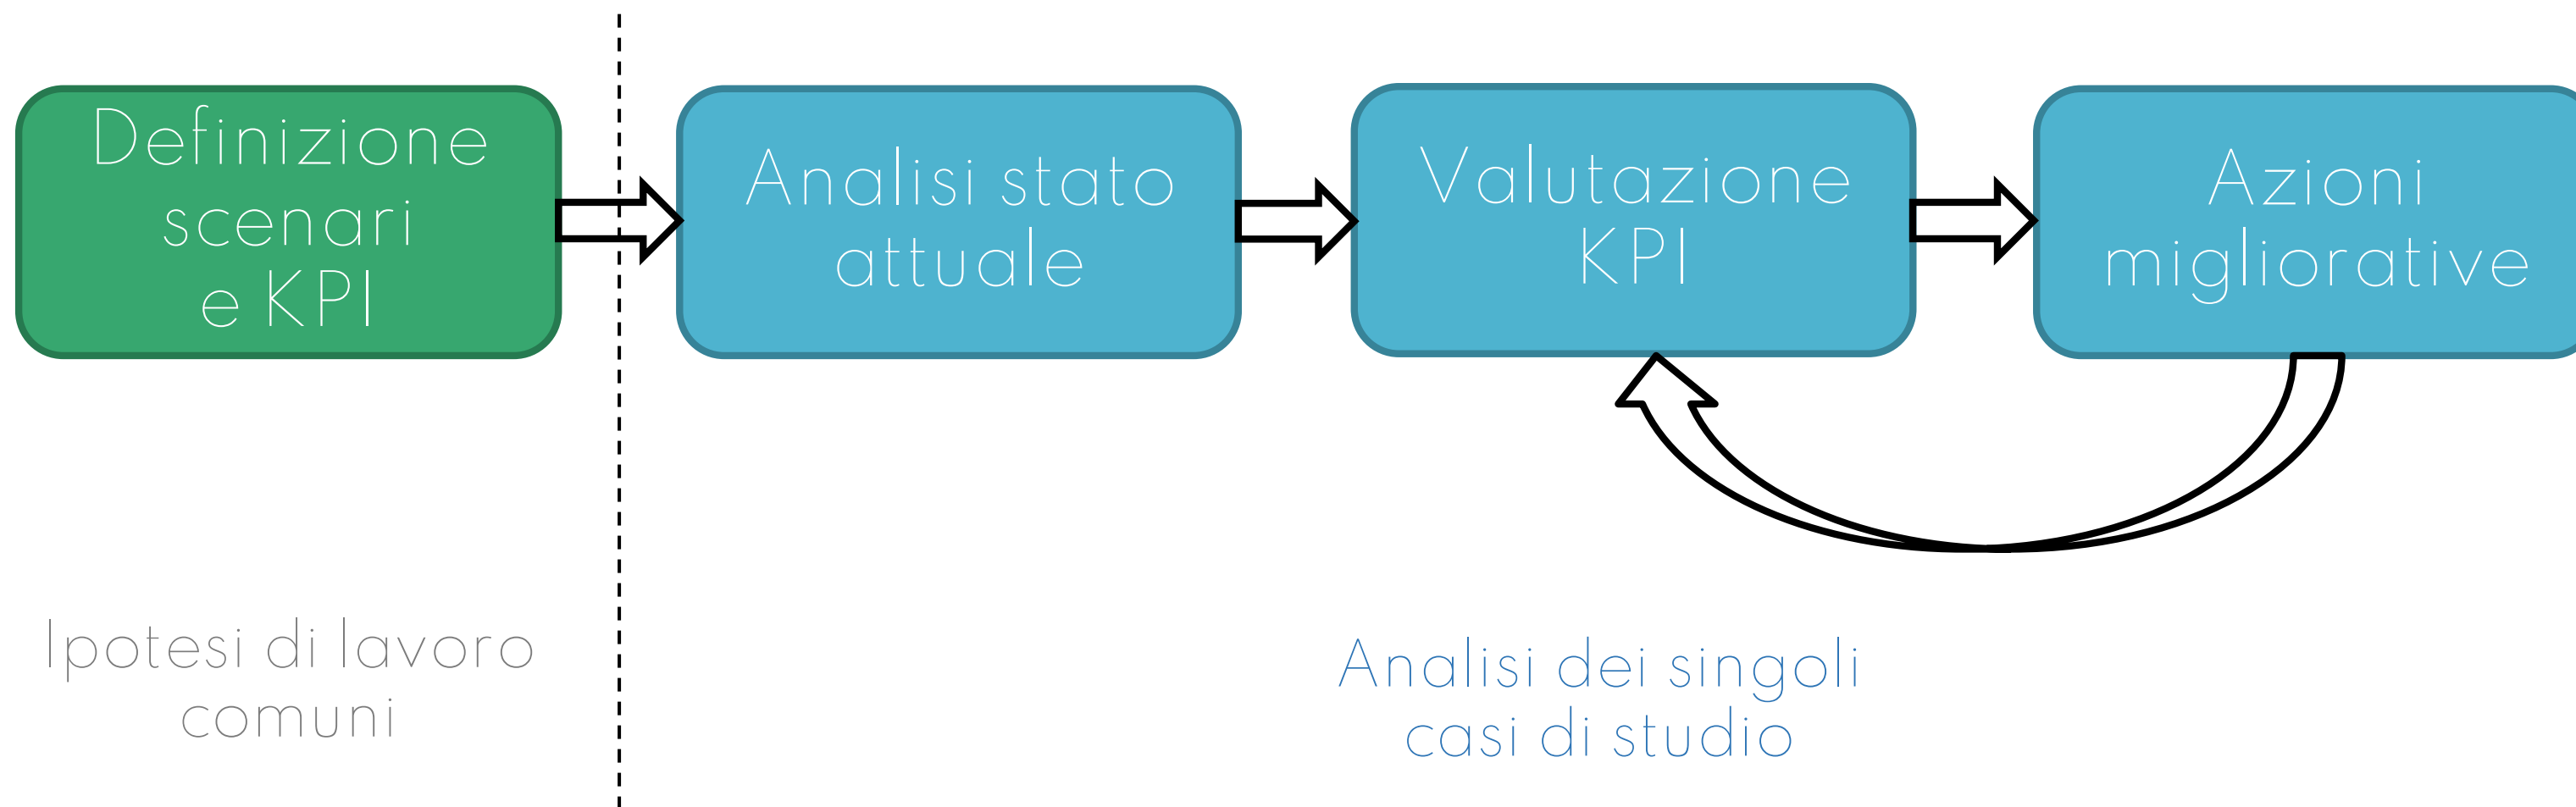 Definizione
scenari
e KPI
Analisi stato
attuale
Valutazione
KPI
Azioni
migliorative
Ipotesi di lavoro
comuni
Analisi dei singoli
casi di studio